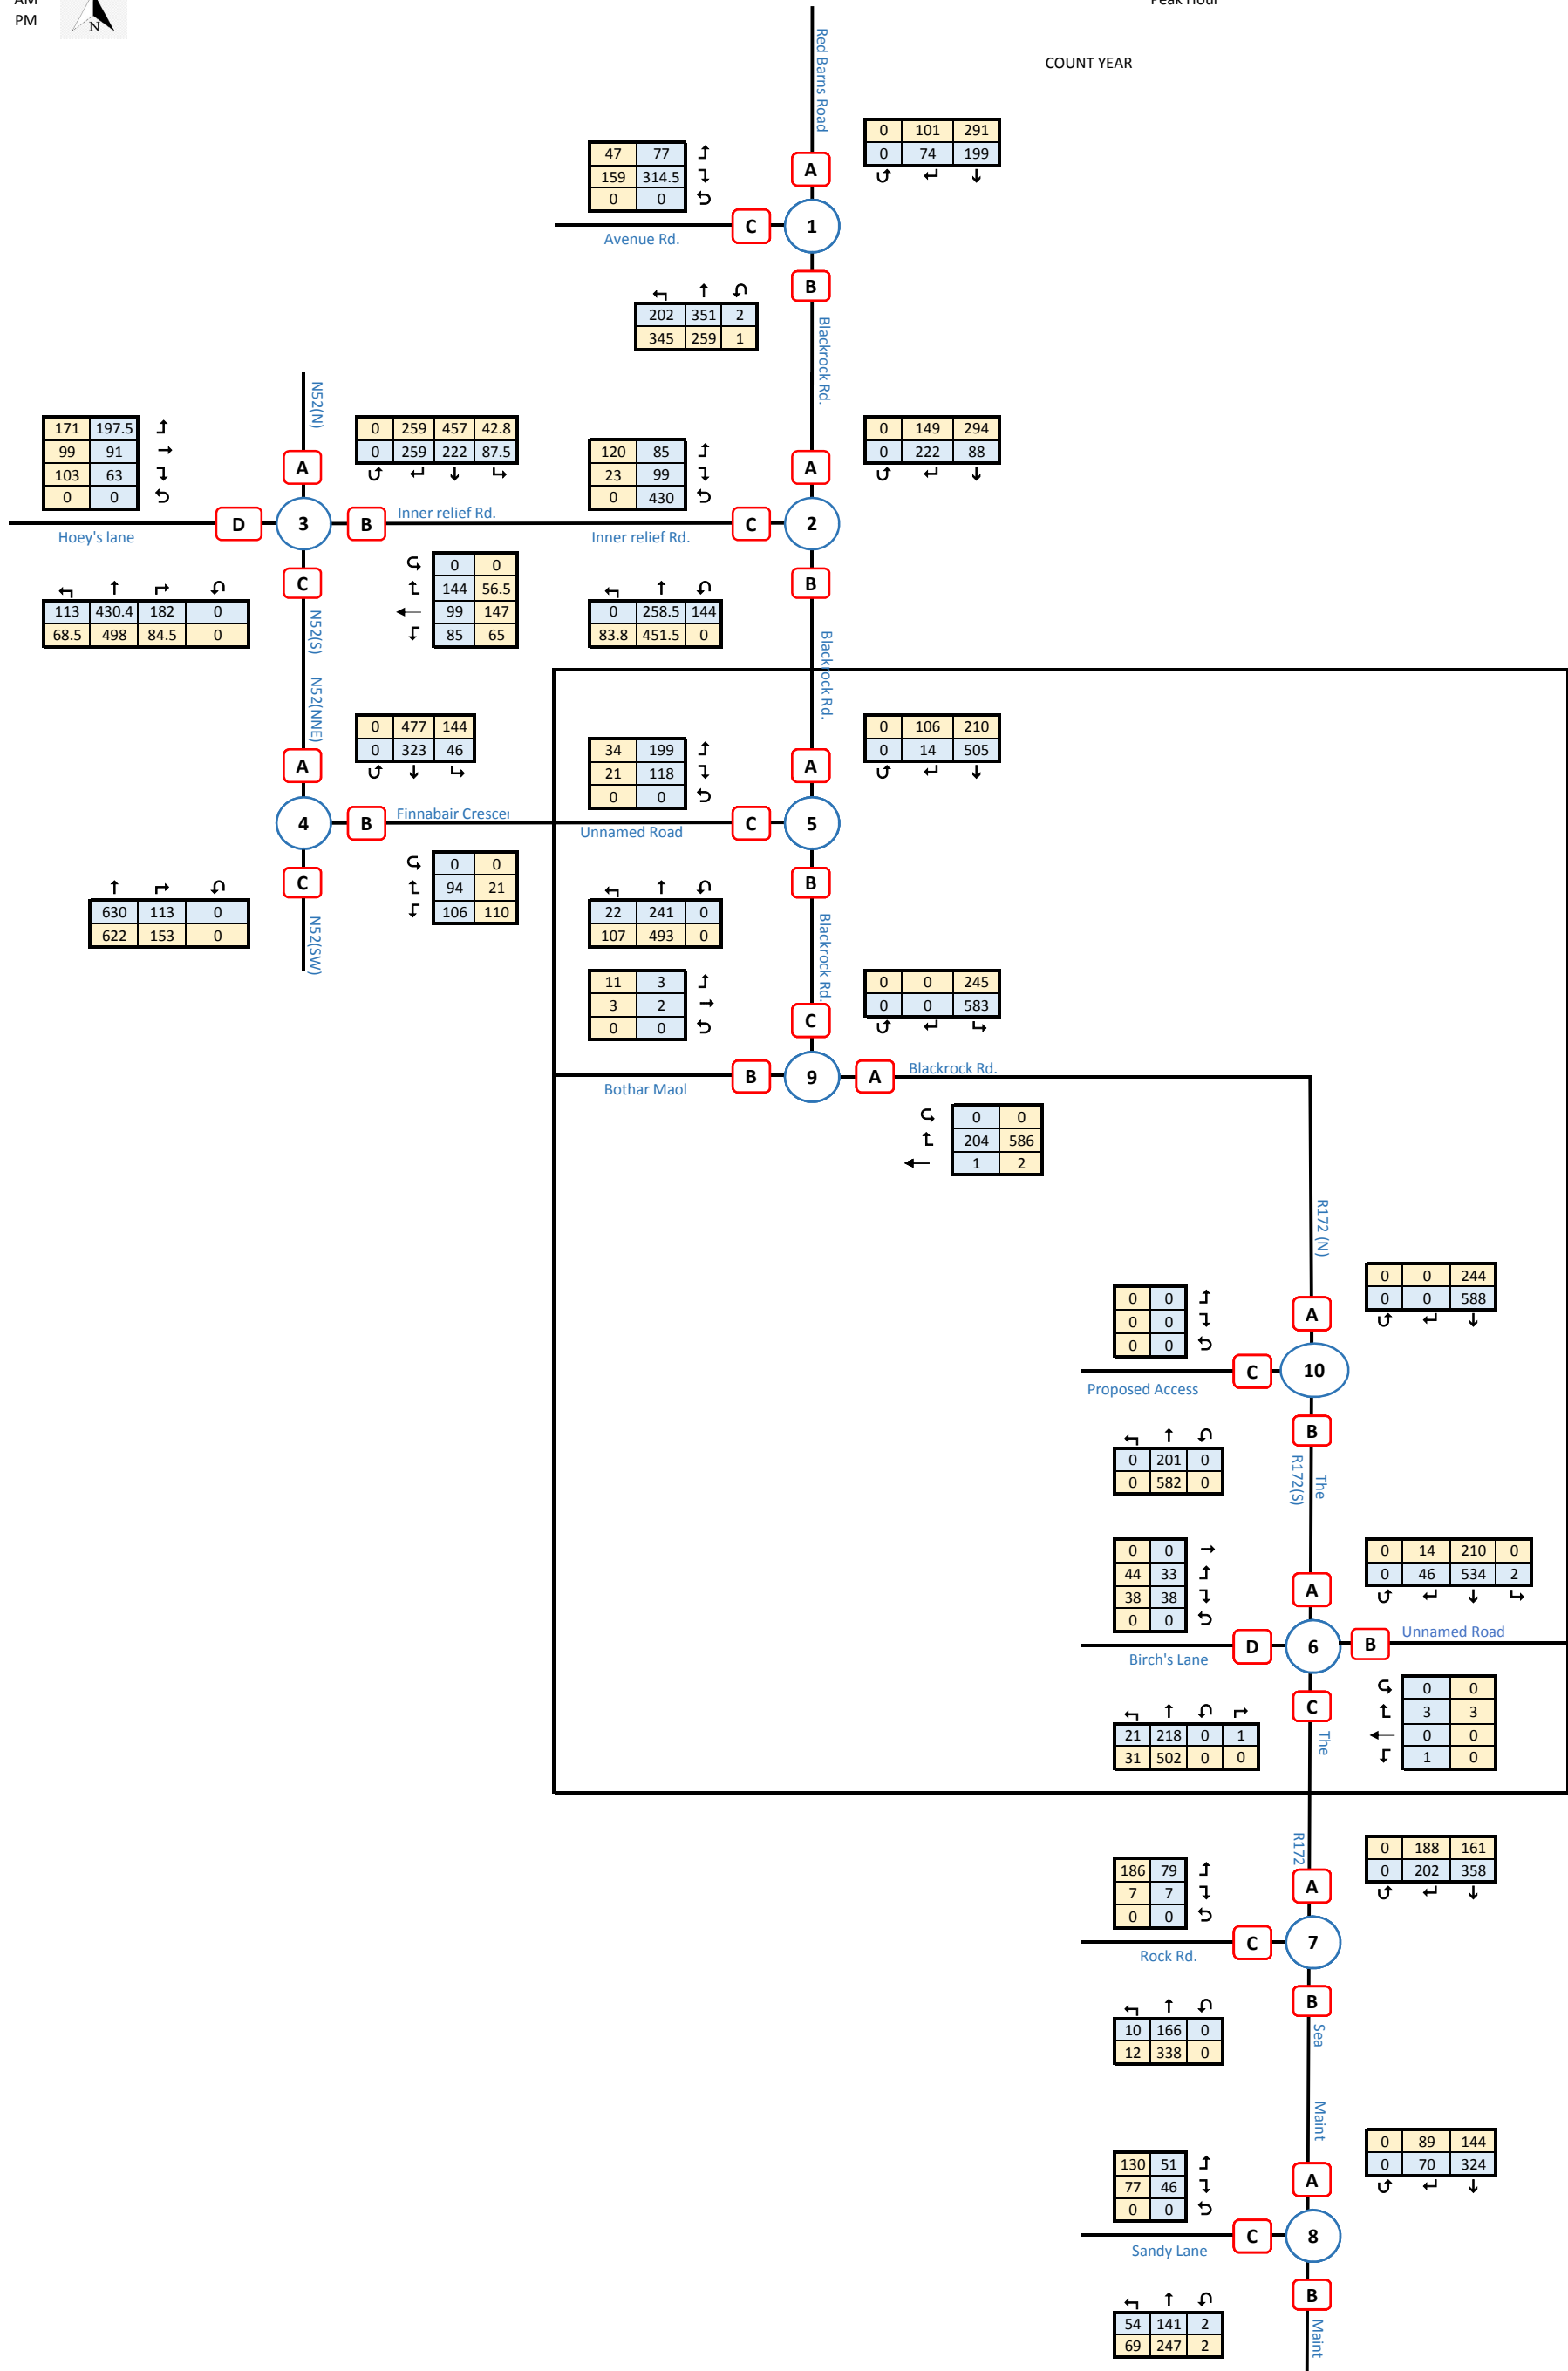 AM
PM
N
Peak Hour
COUNT YEAR
Red Barns Road
0 101 291
0 74 199
47 77
159 314.5
0 0
A
C
1
Avenue Rd.
B
202 351 2
345 259 1
Blackrock Rd.
N52(N)
171 197.5
99 91
103 63
0 0
0 259 457 42.8
0 259 222 87.5
120 85
23 99
0 430
0 149 294
0 222 88
A
A
D
3
B
Inner relief Rd.
C
2
Hoey's lane
Inner relief Rd.
C
B
0 0
144 56.5
99 147
85 65
113 430.4 182 0
68.5 498 84.5 0
0 258.5 144
83.8 451.5 0
N52(S)
Blackrock Rd.
N52(NNE)
0 477 144
0 323 46
34 199
21 118
0 0
0 106 210
0 14 505
A
A
4
B
Finnabair Crescei
Unnamed Road
C
5
C
B
0 0
94 21
106 110
630 113 0
622 153 0
22 241 0
107 493 0
N52(SW)
Blackrock Rd.
11 3
3 2
0 0
0 0 245
0 0 583
C
B
9
A
Blackrock Rd.
Bothar Maol
0 0
204 586
1 2
R172 (N)
0 0
0 0
0 0
0 0 244
0 0 588
A
C
10
Proposed Access
B
0 201 0
0 582 0
R172(S)
The
0 0
44 33
38 38
0 0
0 14 210 0
0 46 534 2
A
D
6
B
Unnamed Road
Birch's Lane
C
21 218 0 1
31 502 0 0
0 0
3 3
0 0
1 0
The
R172
186 79
7 7
0 0
0 188 161
0 202 358
A
C
7
Rock Rd.
B
10 166 0
12 338 0
Sea
Maint
130 51
77 46
0 0
0 89 144
0 70 324
A
C
8
Sandy Lane
B
54 141 2
69 247 2
Maint